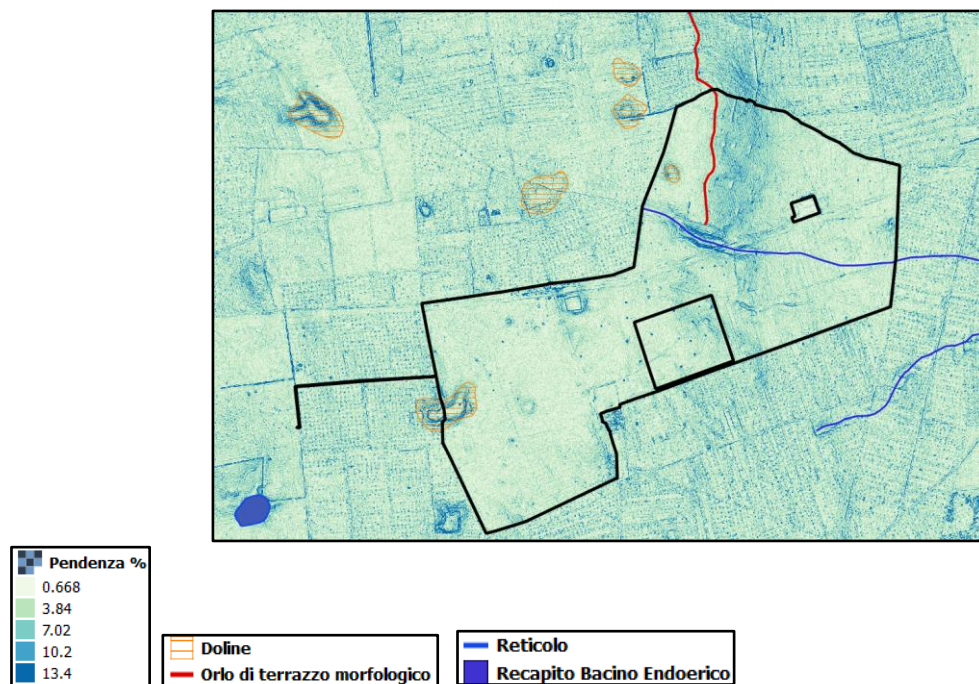 Pendenza %
0.668
3.84
7.02
10.2
13.4
Doline
Orlo di terrazzo morfologico
Reticolo
Recapito Bacino Endoerico